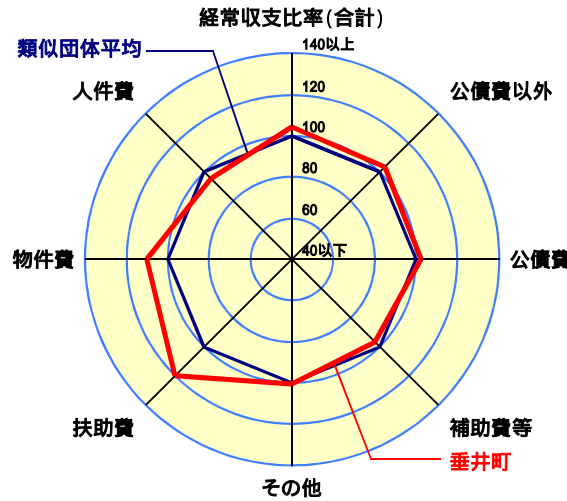 経常収支比率(合計)
140以上
類似団体平均
人件費
120
公債費以外
100
80
60
40以下
物件費
公債費
扶助費
補助費等
垂井町
その他